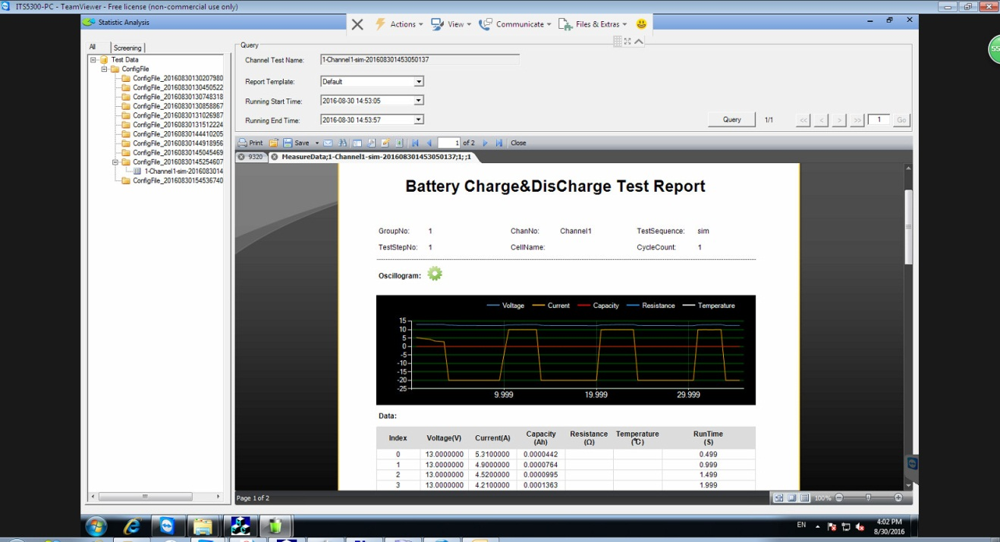 ITS5300-PC - TeamViewer - Free license (non-commercial use only)
Statistic Analysis
Actions View Communicate Files & Extras
All Screening
Test Data
ConfigFile
ConfigFile_20160830130207980
ConfigFile_20160830130450522
ConfigFile_20160830130748318
ConfigFile_20160830130858867
ConfigFile_20160830131026987
ConfigFile_20160830131512224
ConfigFile_20160830144410205
ConfigFile_20160830144918956
ConfigFile_20160830145045469
ConfigFile_20160830145254607
1-Channel1-sim-2016083014
ConfigFile_20160830154536740
Query
Channel Test Name: 1-Channel1-sim-201608301453050137
Report Template: Default
Running Start Time: 2016-08-30 14:53:05
Running End Time: 2016-08-30 14:53:57
Query 1/1 << < > >> 1 Go
Print Save 1 of 2 Close
9320 MeasureData;1-Channel1-sim-201608301453050137;1;;1
Battery Charge&DisCharge Test Report
GroupNo: 1 ChanNo: Channel1 TestSequence: sim
TestStepNo: 1 CellName: CycleCount: 1
Oscillogram:
Voltage Current Capacity Resistance Temperature
15
10
5
0
-5
-10
-15
-20
-25
9.999 19.999 29.999
Data:
Index Voltage(V) Current(A) Capacity (Ah) Resistance (Ω) Temperature (℃) RunTime (S)
0 13.0000000 5.3100000 0.0000442 0.499
1 13.0000000 4.9000000 0.0000764 0.999
2 13.0000000 4.5200000 0.0000995 1.499
3 13.0000000 4.2100000 0.0001363 1.999
Page 1 of 2 100%
EN 4:02 PM
8/30/2016
55